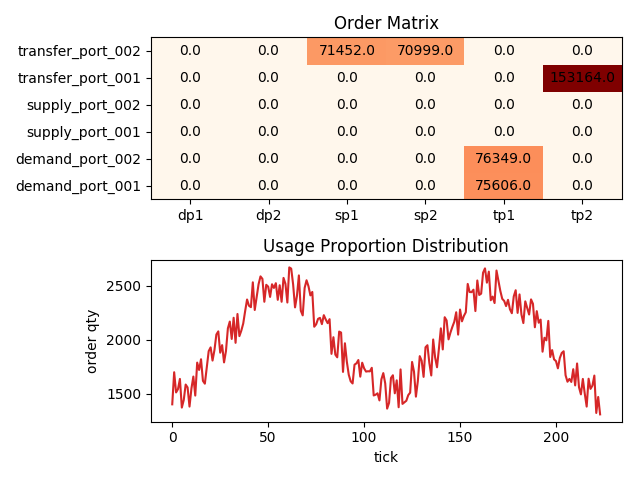 Order Matrix
transfer_port_002 0.0 0.0 71452.0 70999.0 0.0 0.0
transfer_port_001 0.0 0.0 0.0 0.0 0.0 153164.0
supply_port_002 0.0 0.0 0.0 0.0 0.0 0.0
supply_port_001 0.0 0.0 0.0 0.0 0.0 0.0
demand_port_002 0.0 0.0 0.0 0.0 76349.0 0.0
demand_port_001 0.0 0.0 0.0 0.0 75606.0 0.0
dp1 dp2 sp1 sp2 tp1 tp2
Usage Proportion Distribution
order qty
2500
2000
1500
0 50 100 150 200
tick